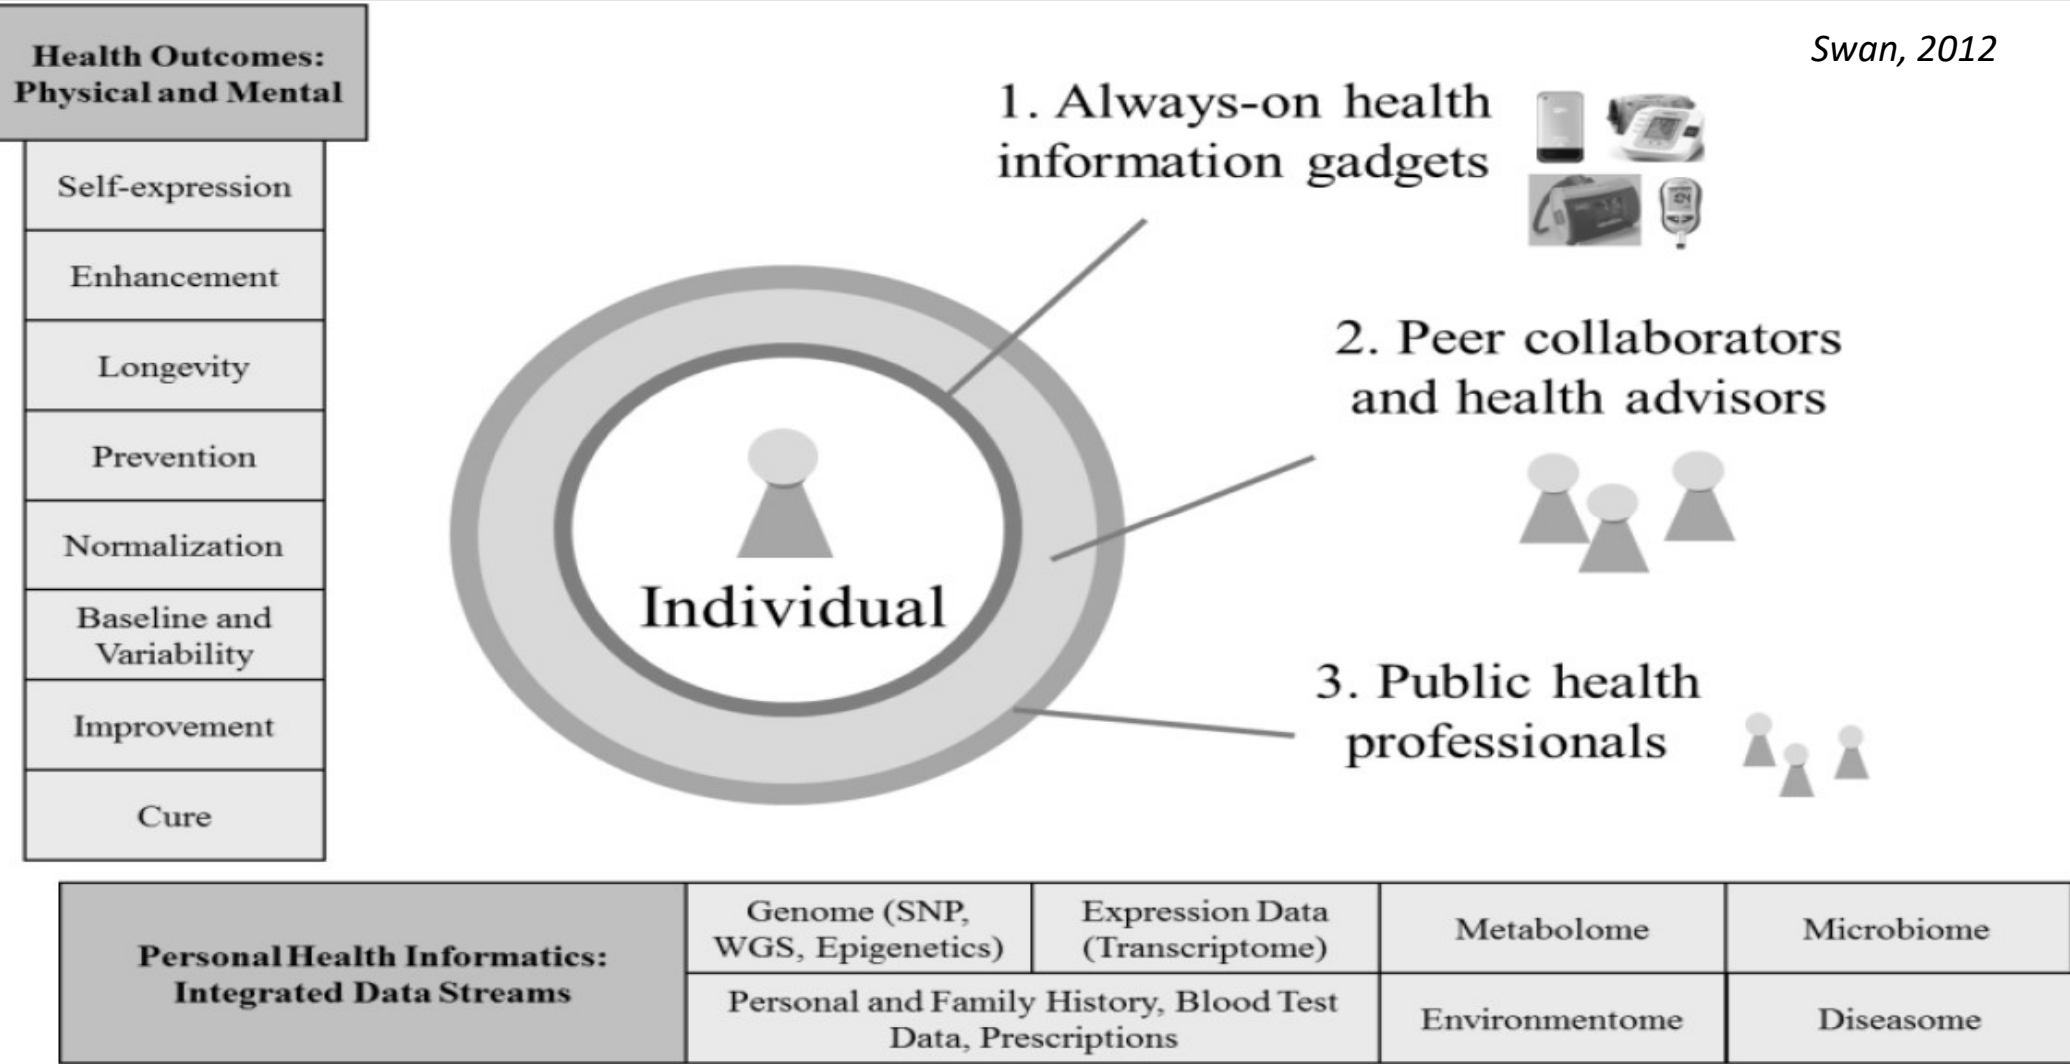 Health Outcomes:
Physical and Mental
Self-expression
Enhancement
Longevity
Prevention
Normalization
Baseline and
Variability
Improvement
Cure
Swan, 2012
1. Always-on health
information gadgets
2. Peer collaborators
and health advisors
Individual
3. Public health
professionals
Personal Health Informatics:
Integrated Data Streams
Genome (SNP,
WGS, Epigenetics)
Expression Data
(Transcriptome)
Metabolome
Microbiome
Personal and Family History, Blood Test
Data, Prescriptions
Environmentome
Diseasome